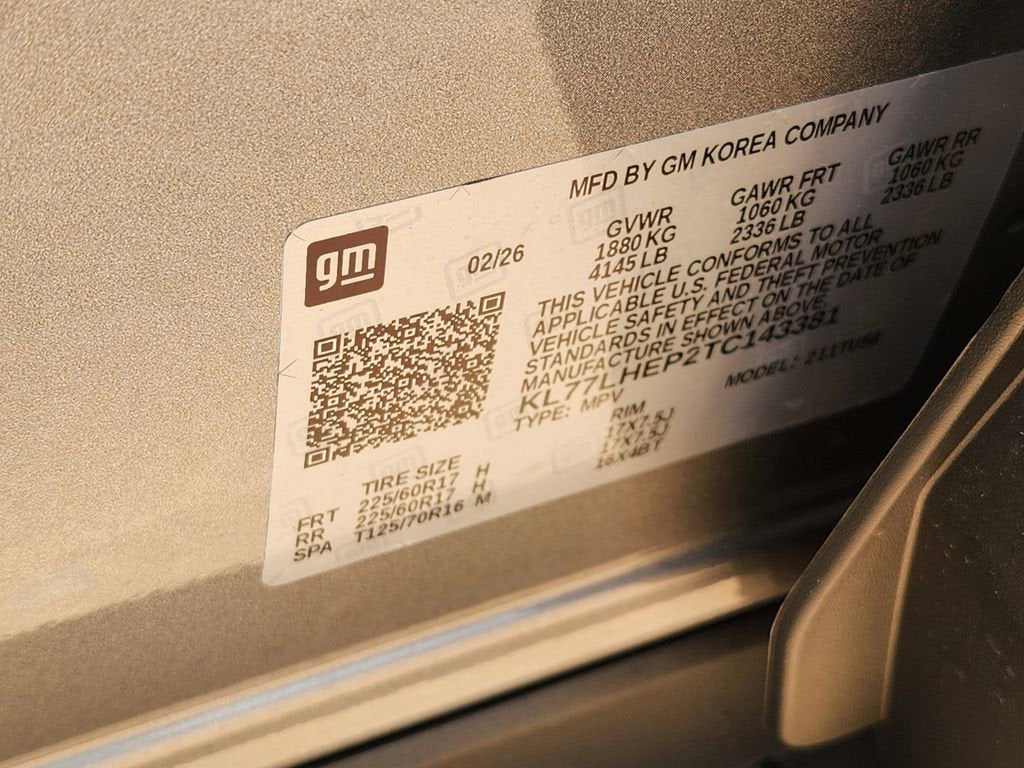 gm
MFD BY GM KOREA COMPANY
02/26
GVWR GAWR FRT GAWR RR
1880 KG 1060 KG 1060 KG
4145 LB 2336 LB 2336 LB
THIS VEHICLE CONFORMS TO ALL
APPLICABLE U.S. FEDERAL MOTOR
VEHICLE SAFETY AND THEFT PREVENTION
STANDARDS IN EFFECT ON THE DATE OF
MANUFACTURE SHOWN ABOVE.
KL77LHEP2TC143381
TYPE: MPV MODEL:
TIRE SIZE RIM
FRT 225/60R17 H 17X7.5J
RR 225/60R17 H 17X7.5J
SPA T125/70R16 M 16X4BT